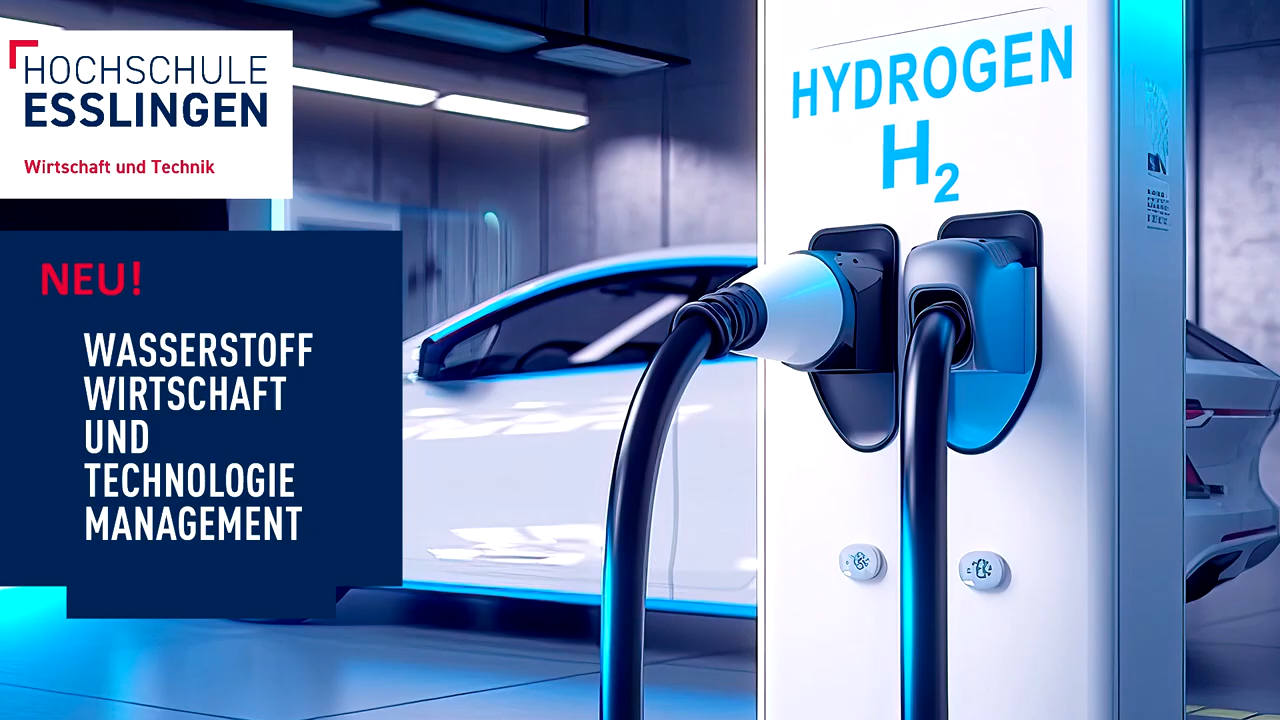 HOCHSCHULE
ESSLINGEN
Wirtschaft und Technik
NEU!
WASSERSTOFF
WIRTSCHAFT
UND
TECHNOLOGIE
MANAGEMENT
HYDROGEN
H2